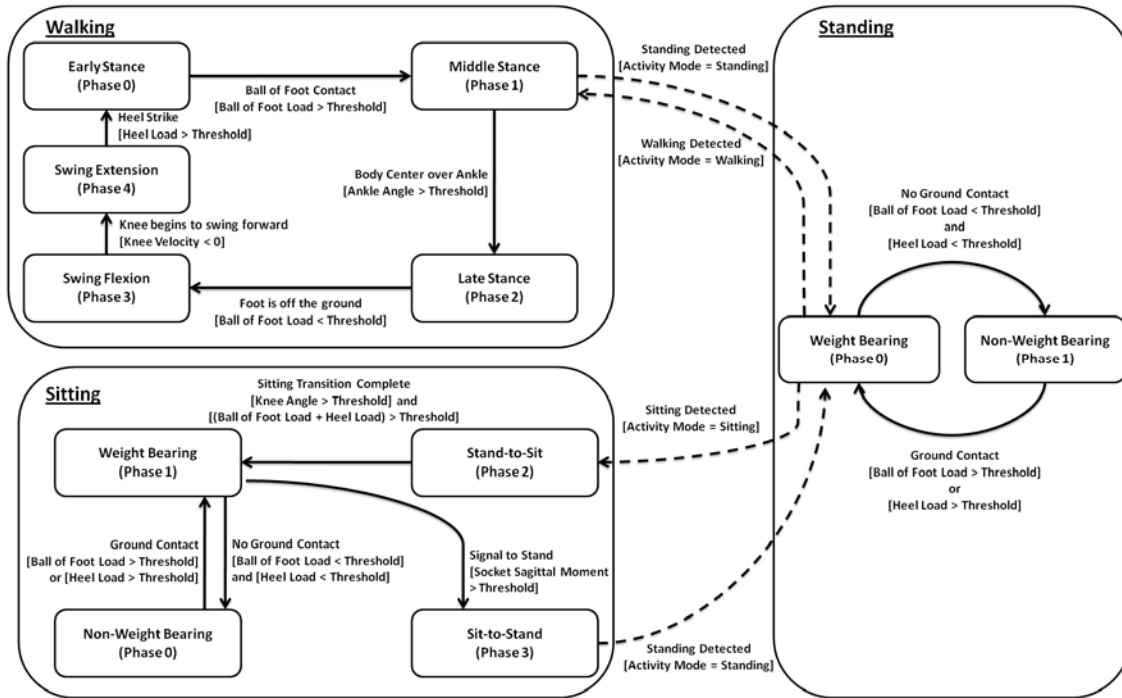 Walking
Early Stance
(Phase 0)
Middle Stance
(Phase 1)
Ball of Foot Contact
[Ball of Foot Load > Threshold]
Heel Strike
[Heel Load > Threshold]
Swing Extension
(Phase 4)
Body Center over Ankle
[Ankle Angle > Threshold]
Knee begins to swing forward
[Knee Velocity < 0]
Swing Flexion
(Phase 3)
Late Stance
(Phase 2)
Foot is off the ground
[Ball of Foot Load < Threshold]
Standing Detected
[Activity Mode = Standing]
Walking Detected
[Activity Mode = Walking]
Standing
No Ground Contact
[Ball of Foot Load < Threshold]
and
[Heel Load < Threshold]
Weight Bearing
(Phase 0)
Non-Weight Bearing
(Phase 1)
Ground Contact
[Ball of Foot Load > Threshold]
or
[Heel Load > Threshold]
Sitting Detected
[Activity Mode = Sitting]
Sitting
Sitting Transition Complete
[Knee Angle > Threshold] and
[(Ball of Foot Load + Heel Load) > Threshold]
Weight Bearing
(Phase 1)
Stand-to-Sit
(Phase 2)
Ground Contact
[Ball of Foot Load > Threshold]
or [Heel Load > Threshold]
No Ground Contact
[Ball of Foot Load < Threshold]
and [Heel Load < Threshold]
Signal to Stand
[Socket Sagittal Moment
> Threshold]
Non-Weight Bearing
(Phase 0)
Sit-to-Stand
(Phase 3)
Standing Detected
[Activity Mode = Standing]